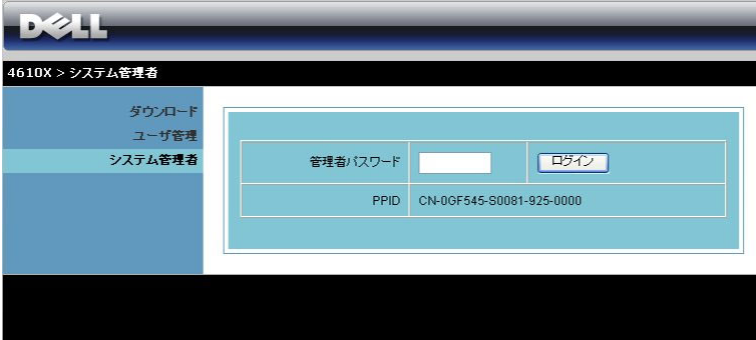 DELL
4610X > システム管理者
ダウンロード
ユーザ管理
システム管理者
管理者パスワード ログイン
PPID CN-0GF545-S0081-925-0000